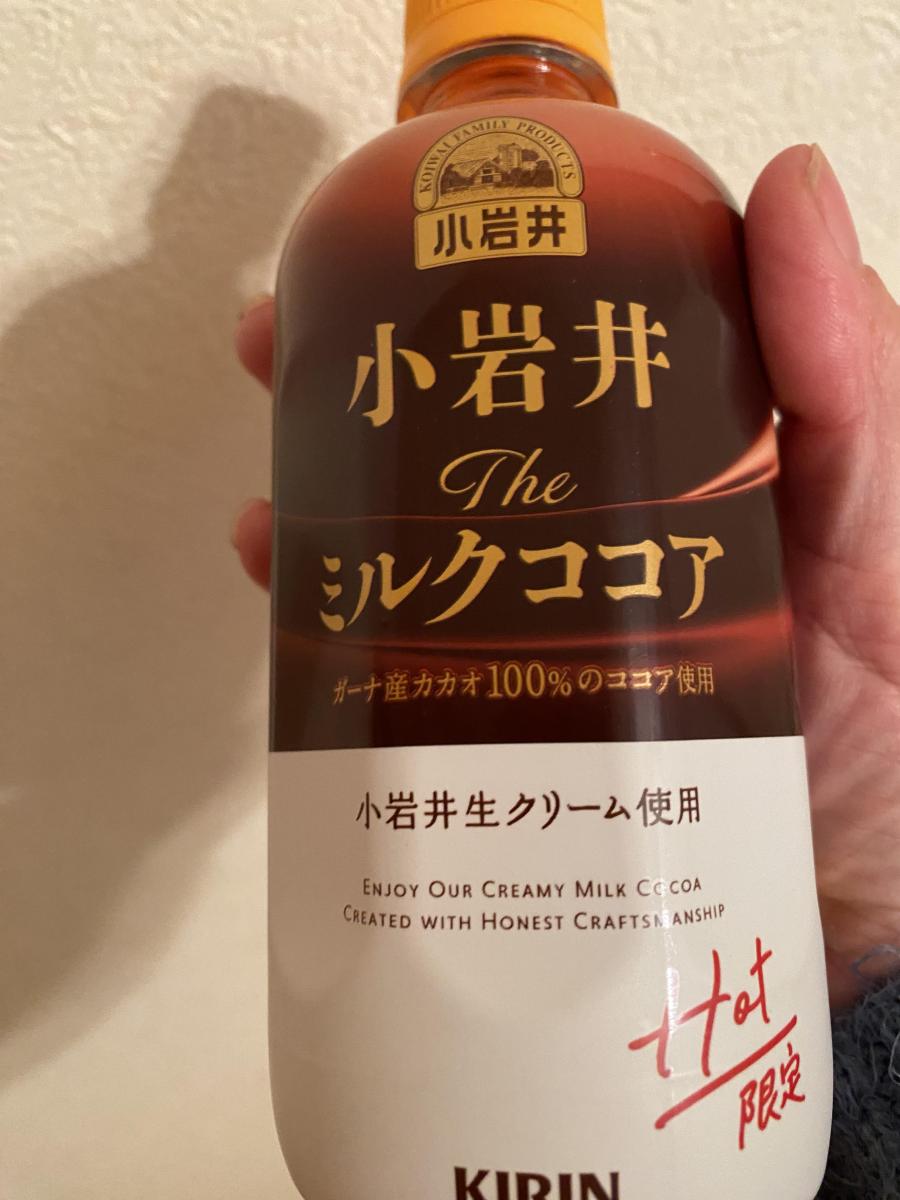 KOIWAI FAMILY PRODUCTS
小岩井
小岩井
The
ミルクココア
ガーナ産カカオ100%のココア使用
小岩井生クリーム使用
ENJOY OUR CREAMY MILK COCOA
CREATED WITH HONEST CRAFTSMANSHIP
Hot
限定
KIRIN